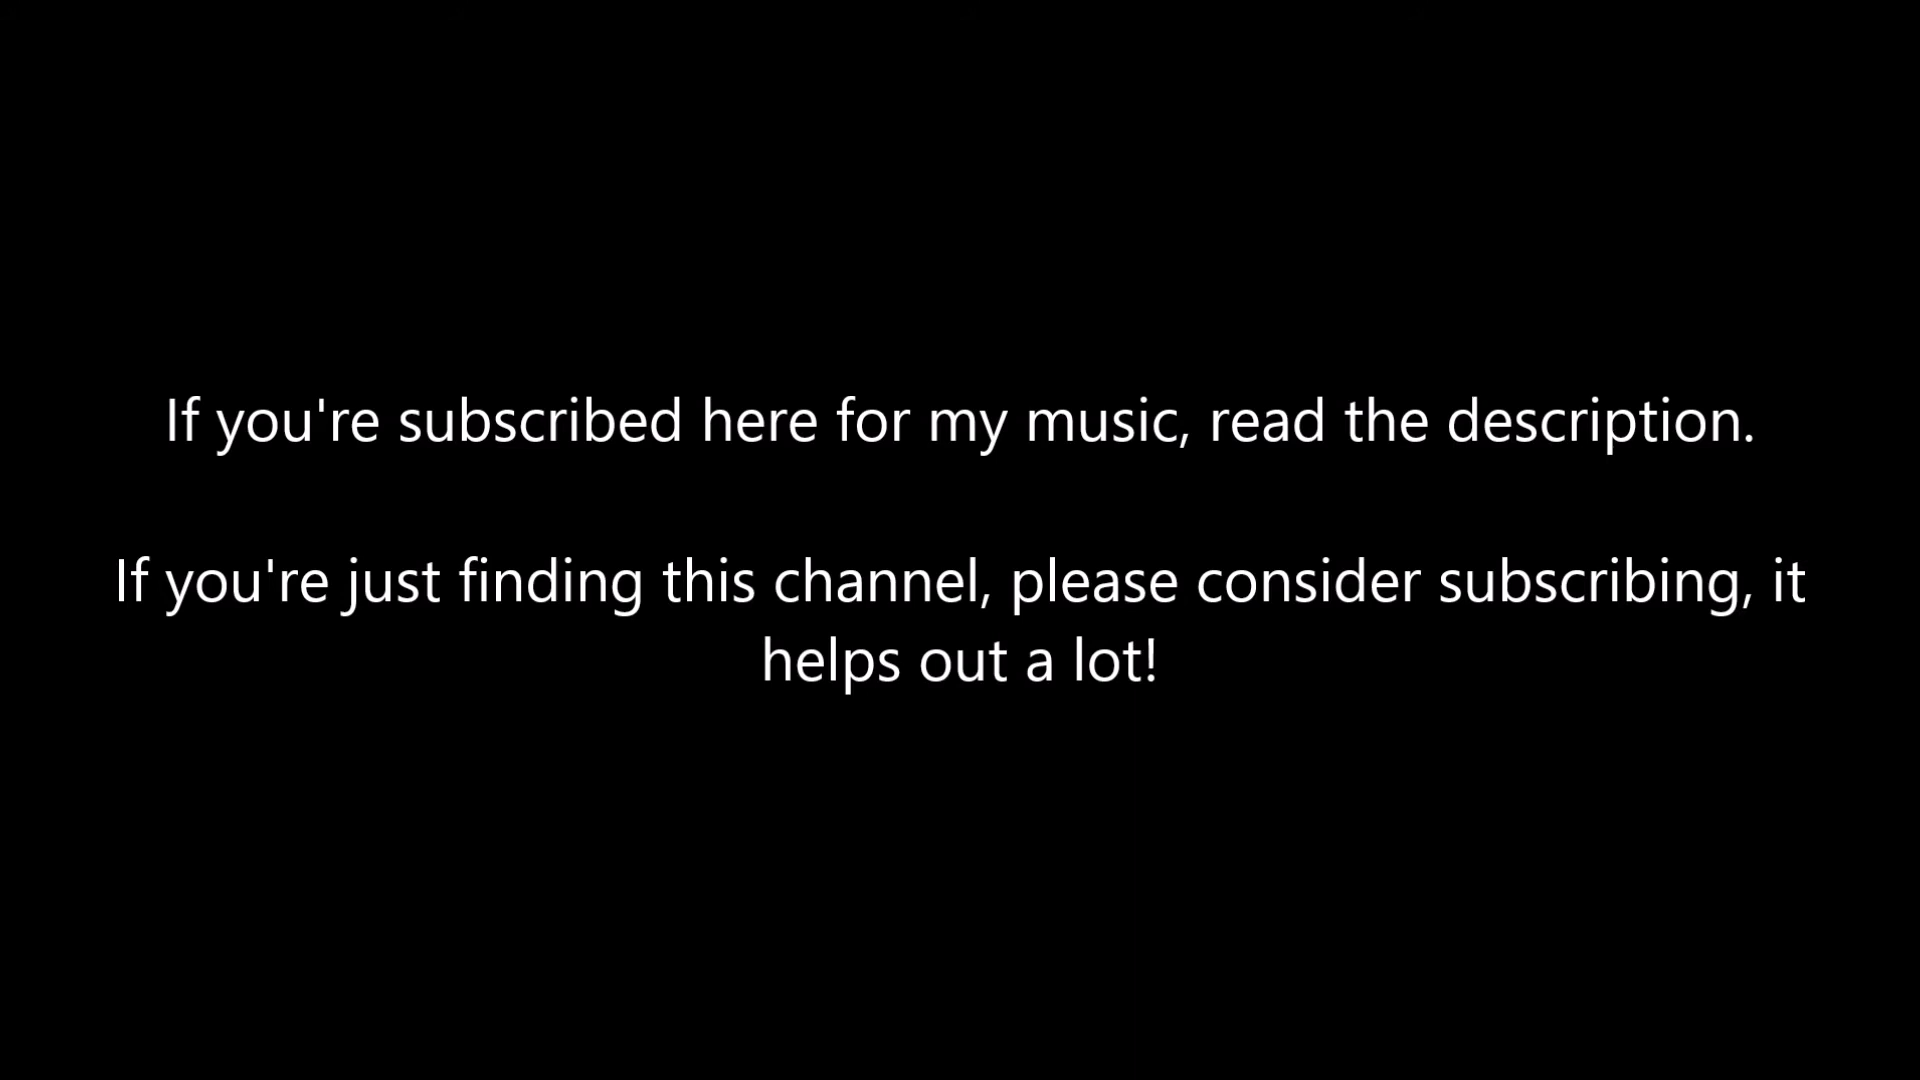 If you're subscribed here for my music, read the description.
If you're just finding this channel, please consider subscribing, it
helps out a lot!